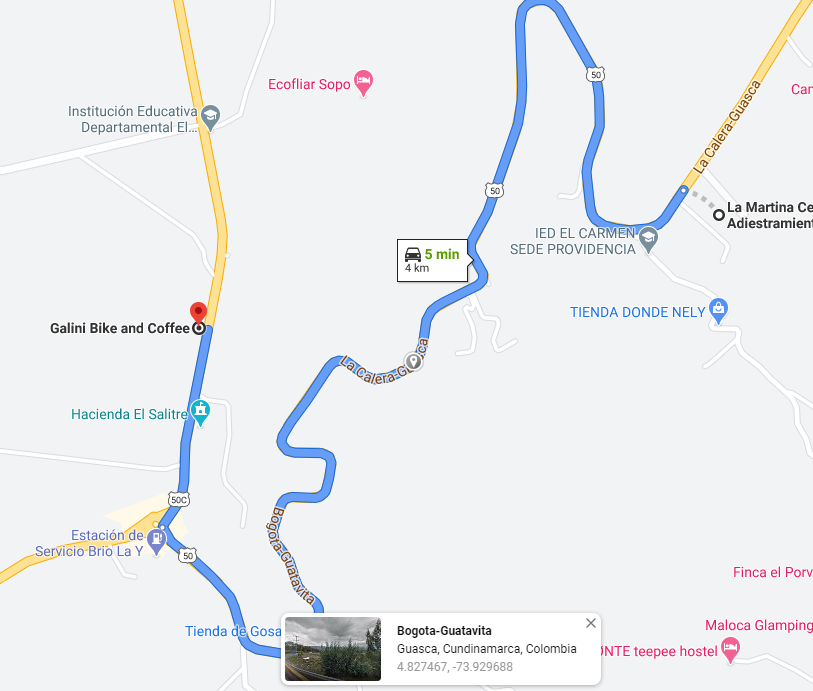 50
Ecofliar Sopo
La Calera-Guasca
Can
Institución Educativa
Departamental El...
50
La Martina Ce
Adiestramient
IED EL CARMEN
SEDE PROVIDENCIA
5 min
4 km
TIENDA DONDE NELY
Galini Bike and Coffee
La Calera-Guasca
Hacienda El Salitre
50C
Bogota-Guatavita
Estación de
Servicio Brio La Y
50
Finca el Porv
Tienda de Gosa
Maloca Glamping
ONTE teepee hostel
Bogota-Guatavita
Guasca, Cundinamarca, Colombia
4.827467, -73.929688